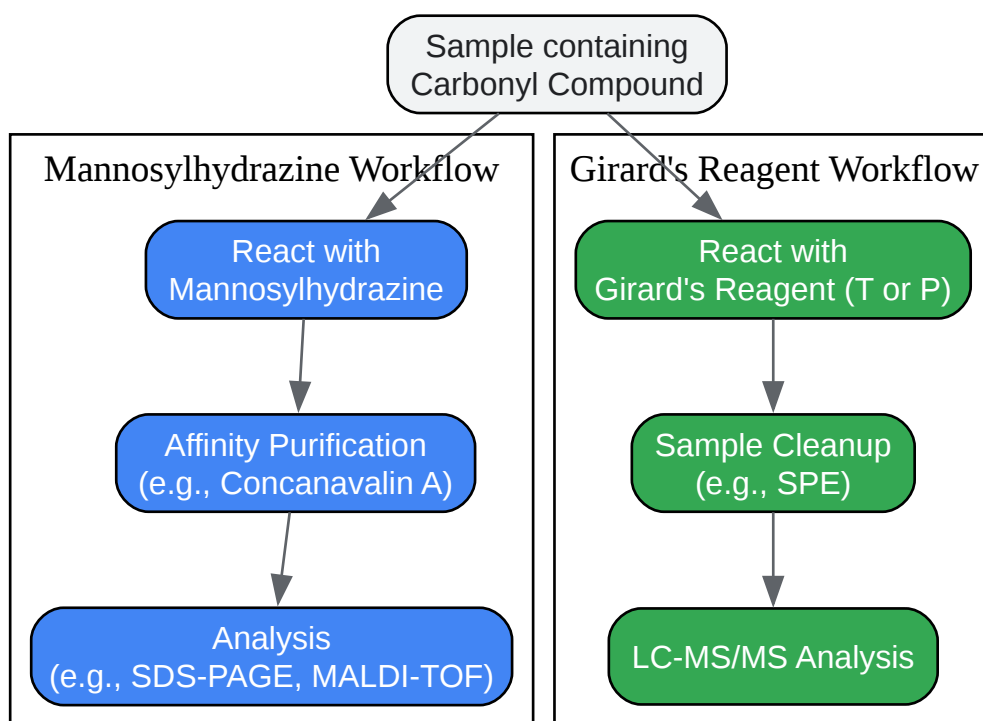 Sample containing
Carbonyl Compound
Mannosylhydrazine Workflow
React with
Mannosylhydrazine
Affinity Purification
(e.g., Concanavalin A)
Analysis
(e.g., SDS-PAGE, MALDI-TOF)
Girard's Reagent Workflow
React with
Girard's Reagent (T or P)
Sample Cleanup
(e.g., SPE)
LC-MS/MS Analysis